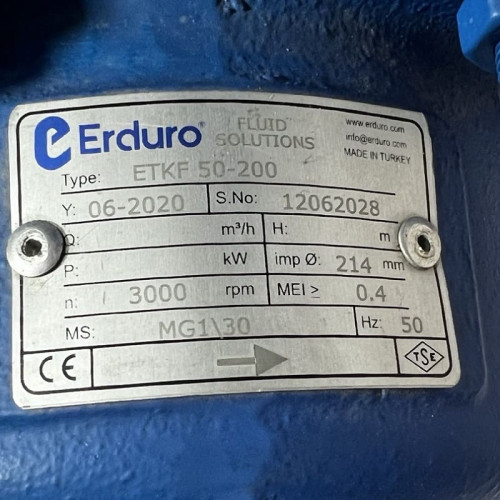 Erduro® FLUID SOLUTIONS
www.erduro.com
info@erduro.com
MADE IN TURKEY
Type: ETKF 50-200
Y: 06-2020 S.No: 12062028
Q: m³/h H: m
P: kW imp Ø: 214 mm
n: 3000 rpm MEI ≥ 0.4
MS: MG1\30 Hz: 50
CE TSE